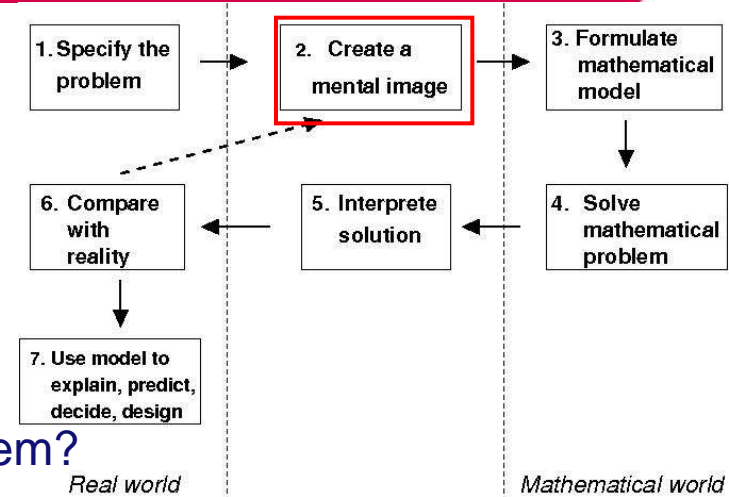 1. Specify the
problem
2. Create a
mental image
3. Formulate
mathematical
model
6. Compare
with
reality
5. Interprete
solution
4. Solve
mathematical
problem
7. Use model to
explain, predict,
decide, design
em?
Real world
Mathematical world